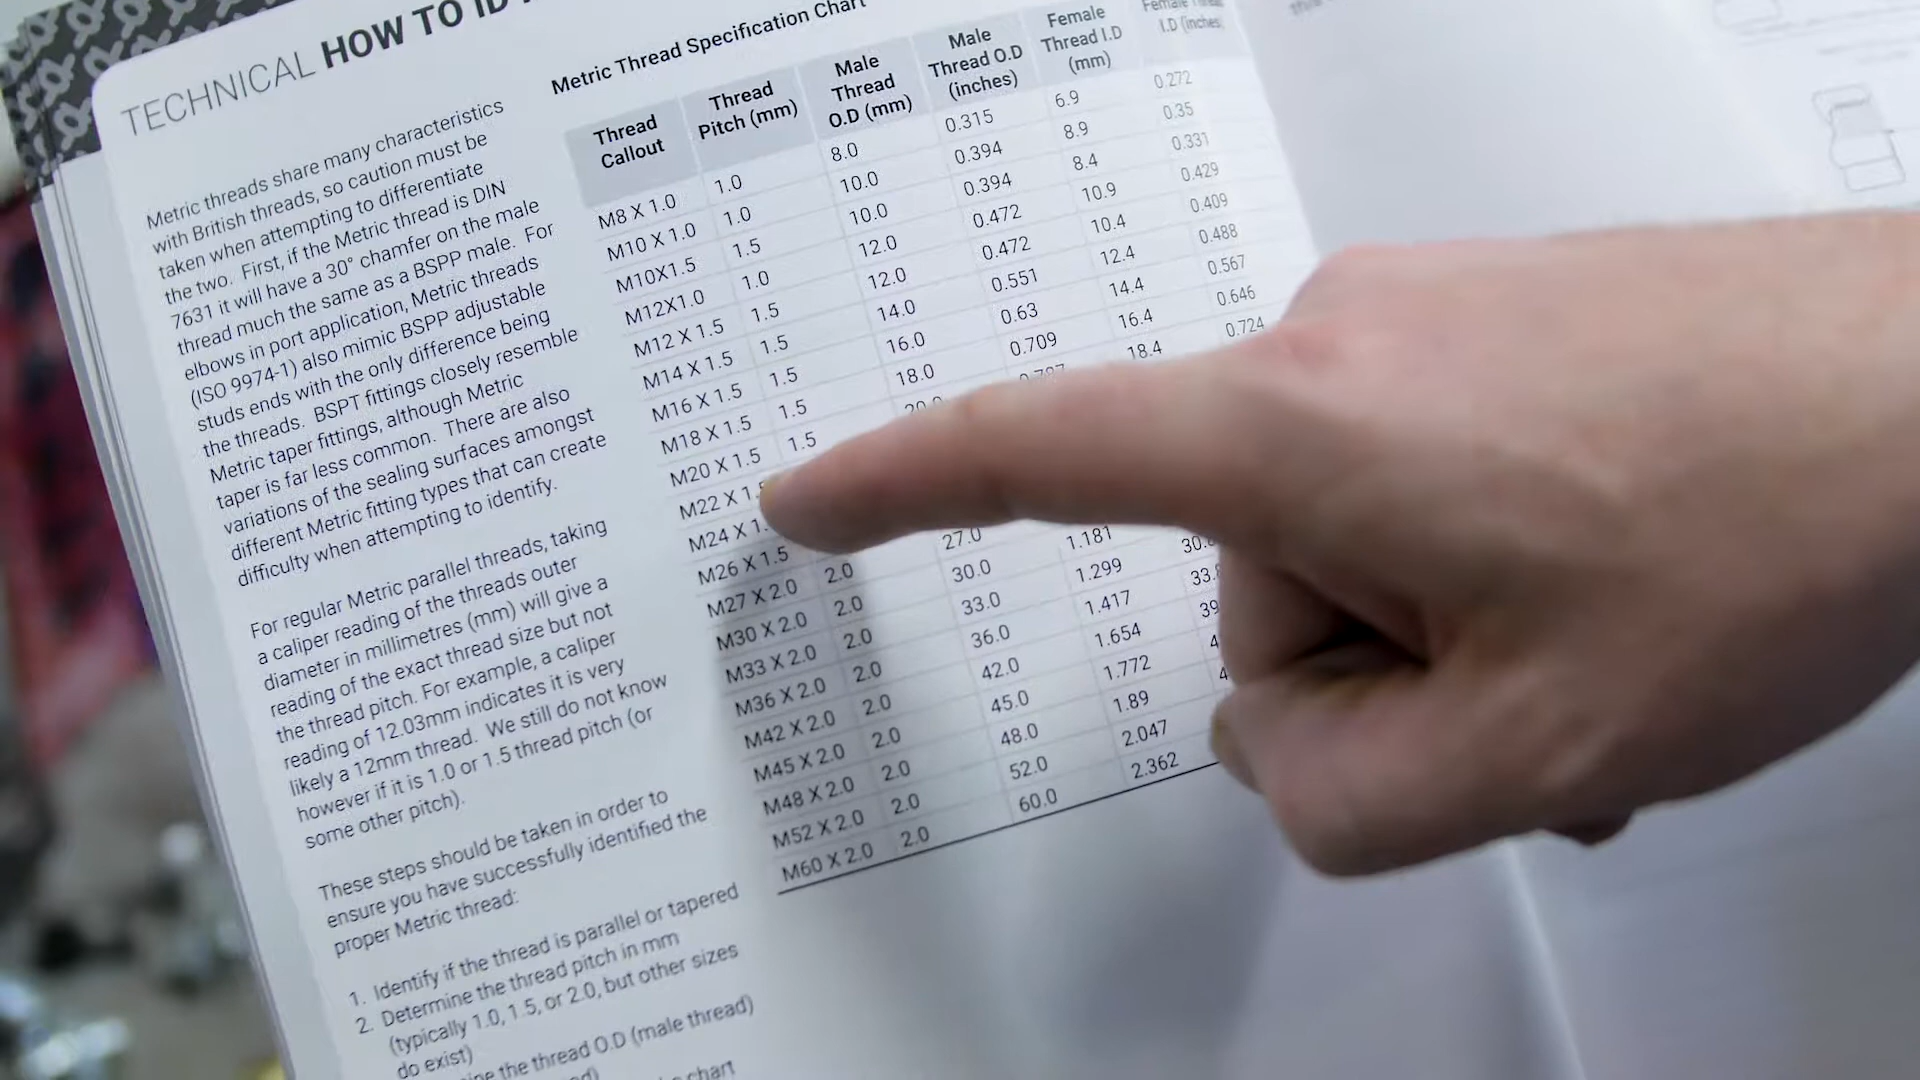 TECHNICAL HOW TO ID
Metric threads share many characteristics
with British threads, so caution must be
taken when attempting to differentiate
the two. First, if the Metric thread is DIN
7631 it will have a 30° chamfer on the male
thread much the same as a BSPP male. For
elbows in port application, Metric threads
(ISO 9974-1) also mimic BSPP adjustable
studs ends with the only difference being
the threads. BSPT fittings closely resemble
Metric taper fittings, although Metric
taper is far less common. There are also
variations of the sealing surfaces amongst
different Metric fitting types that can create
difficulty when attempting to identify.
For regular Metric parallel threads, taking
a caliper reading of the threads outer
diameter in millimetres (mm) will give a
reading of the exact thread size but not
the thread pitch. For example, a caliper
reading of 12.03mm indicates it is very
likely a 12mm thread. We still do not know
however if it is 1.0 or 1.5 thread pitch (or
some other pitch).
These steps should be taken in order to
ensure you have successfully identified the
proper Metric thread:
1. Identify if the thread is parallel or tapered
2. Determine the thread pitch in mm
(typically 1.0, 1.5, or 2.0, but other sizes
do exist)
the thread O.D (male thread)
chart
Metric Thread Specification Chart
Thread Callout Thread Pitch (mm) Male Thread O.D (mm) Male Thread O.D (inches) Female Thread I.D (mm) Female I.D (inches)
M8 X 1.0 1.0 8.0 0.315 6.9 0.272
M10 X 1.0 1.0 10.0 0.394 8.9 0.35
M10X1.5 1.5 10.0 0.394 8.4 0.331
M12X1.0 1.0 12.0 0.472 10.9 0.429
M12 X 1.5 1.5 12.0 0.472 10.4 0.409
M14 X 1.5 1.5 14.0 0.551 12.4 0.488
M16 X 1.5 1.5 16.0 0.63 14.4 0.567
M18 X 1.5 1.5 18.0 0.709 16.4 0.646
M20 X 1.5 1.5 18.4 0.724
M22 X
M24 X
M26 X 1.5
M27 X 2.0 2.0 27.0
M30 X 2.0 2.0 30.0 1.181
M33 X 2.0 2.0 33.0 1.299
M36 X 2.0 2.0 36.0 1.417
M42 X 2.0 2.0 42.0 1.654
M45 X 2.0 2.0 45.0 1.772
M48 X 2.0 2.0 48.0 1.89
M52 X 2.0 2.0 52.0 2.047
M60 X 2.0 2.0 60.0 2.362